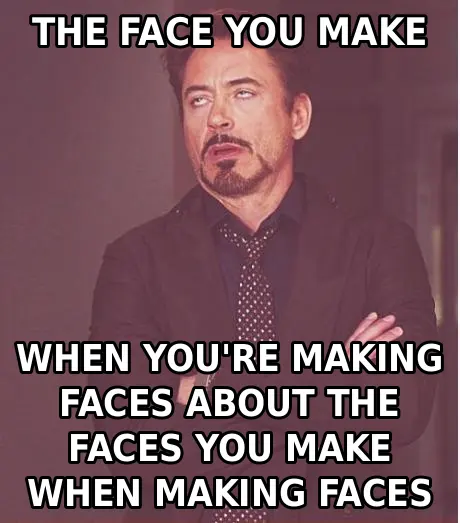 THE FACE YOU MAKE
WHEN YOU'RE MAKING
FACES ABOUT THE
FACES YOU MAKE
WHEN MAKING FACES